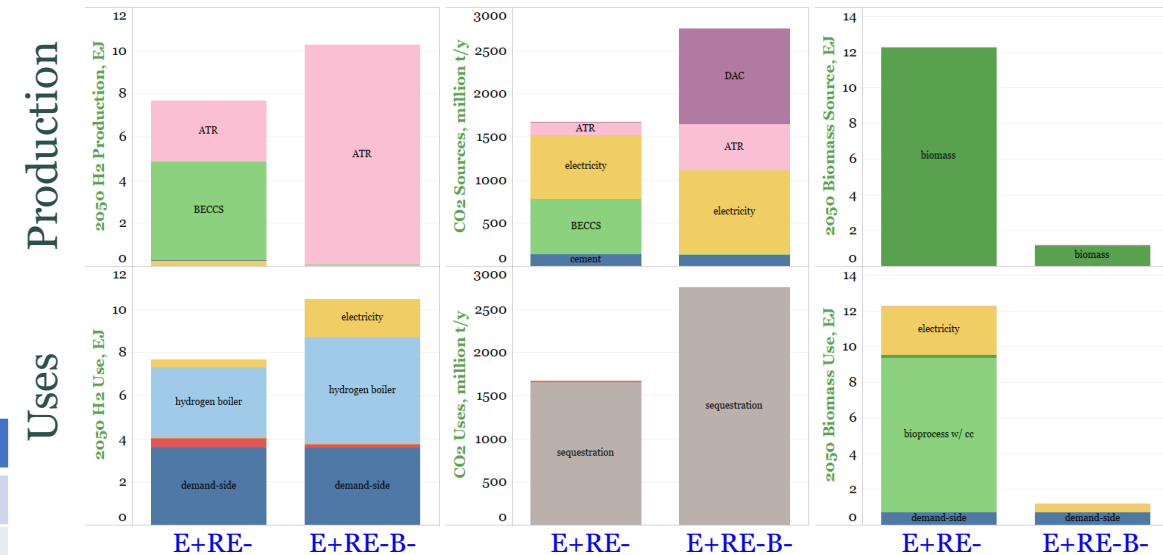 Production
2050 H2 Production, EJ
12
10
8
6
4
2
0
ATR
BECCS
ATR
CO2 Sources, million t/y
3000
2500
2000
1500
1000
500
0
ATR
electricity
BECCS
cement
DAC
ATR
electricity
2050 Biomass Source, EJ
14
12
10
8
6
4
2
0
biomass
biomass
Uses
2050 H2 Use, EJ
12
10
8
6
4
2
0
hydrogen boiler
demand-side
electricity
hydrogen boiler
demand-side
CO2 Uses, million t/y
3000
2500
2000
1500
1000
500
0
sequestration
sequestration
2050 Biomass Use, EJ
14
12
10
8
6
4
2
0
electricity
bioprocess w/ cc
demand-side
demand-side
E+RE-
E+RE-B-
E+RE-
E+RE-B-
E+RE-
E+RE-B-